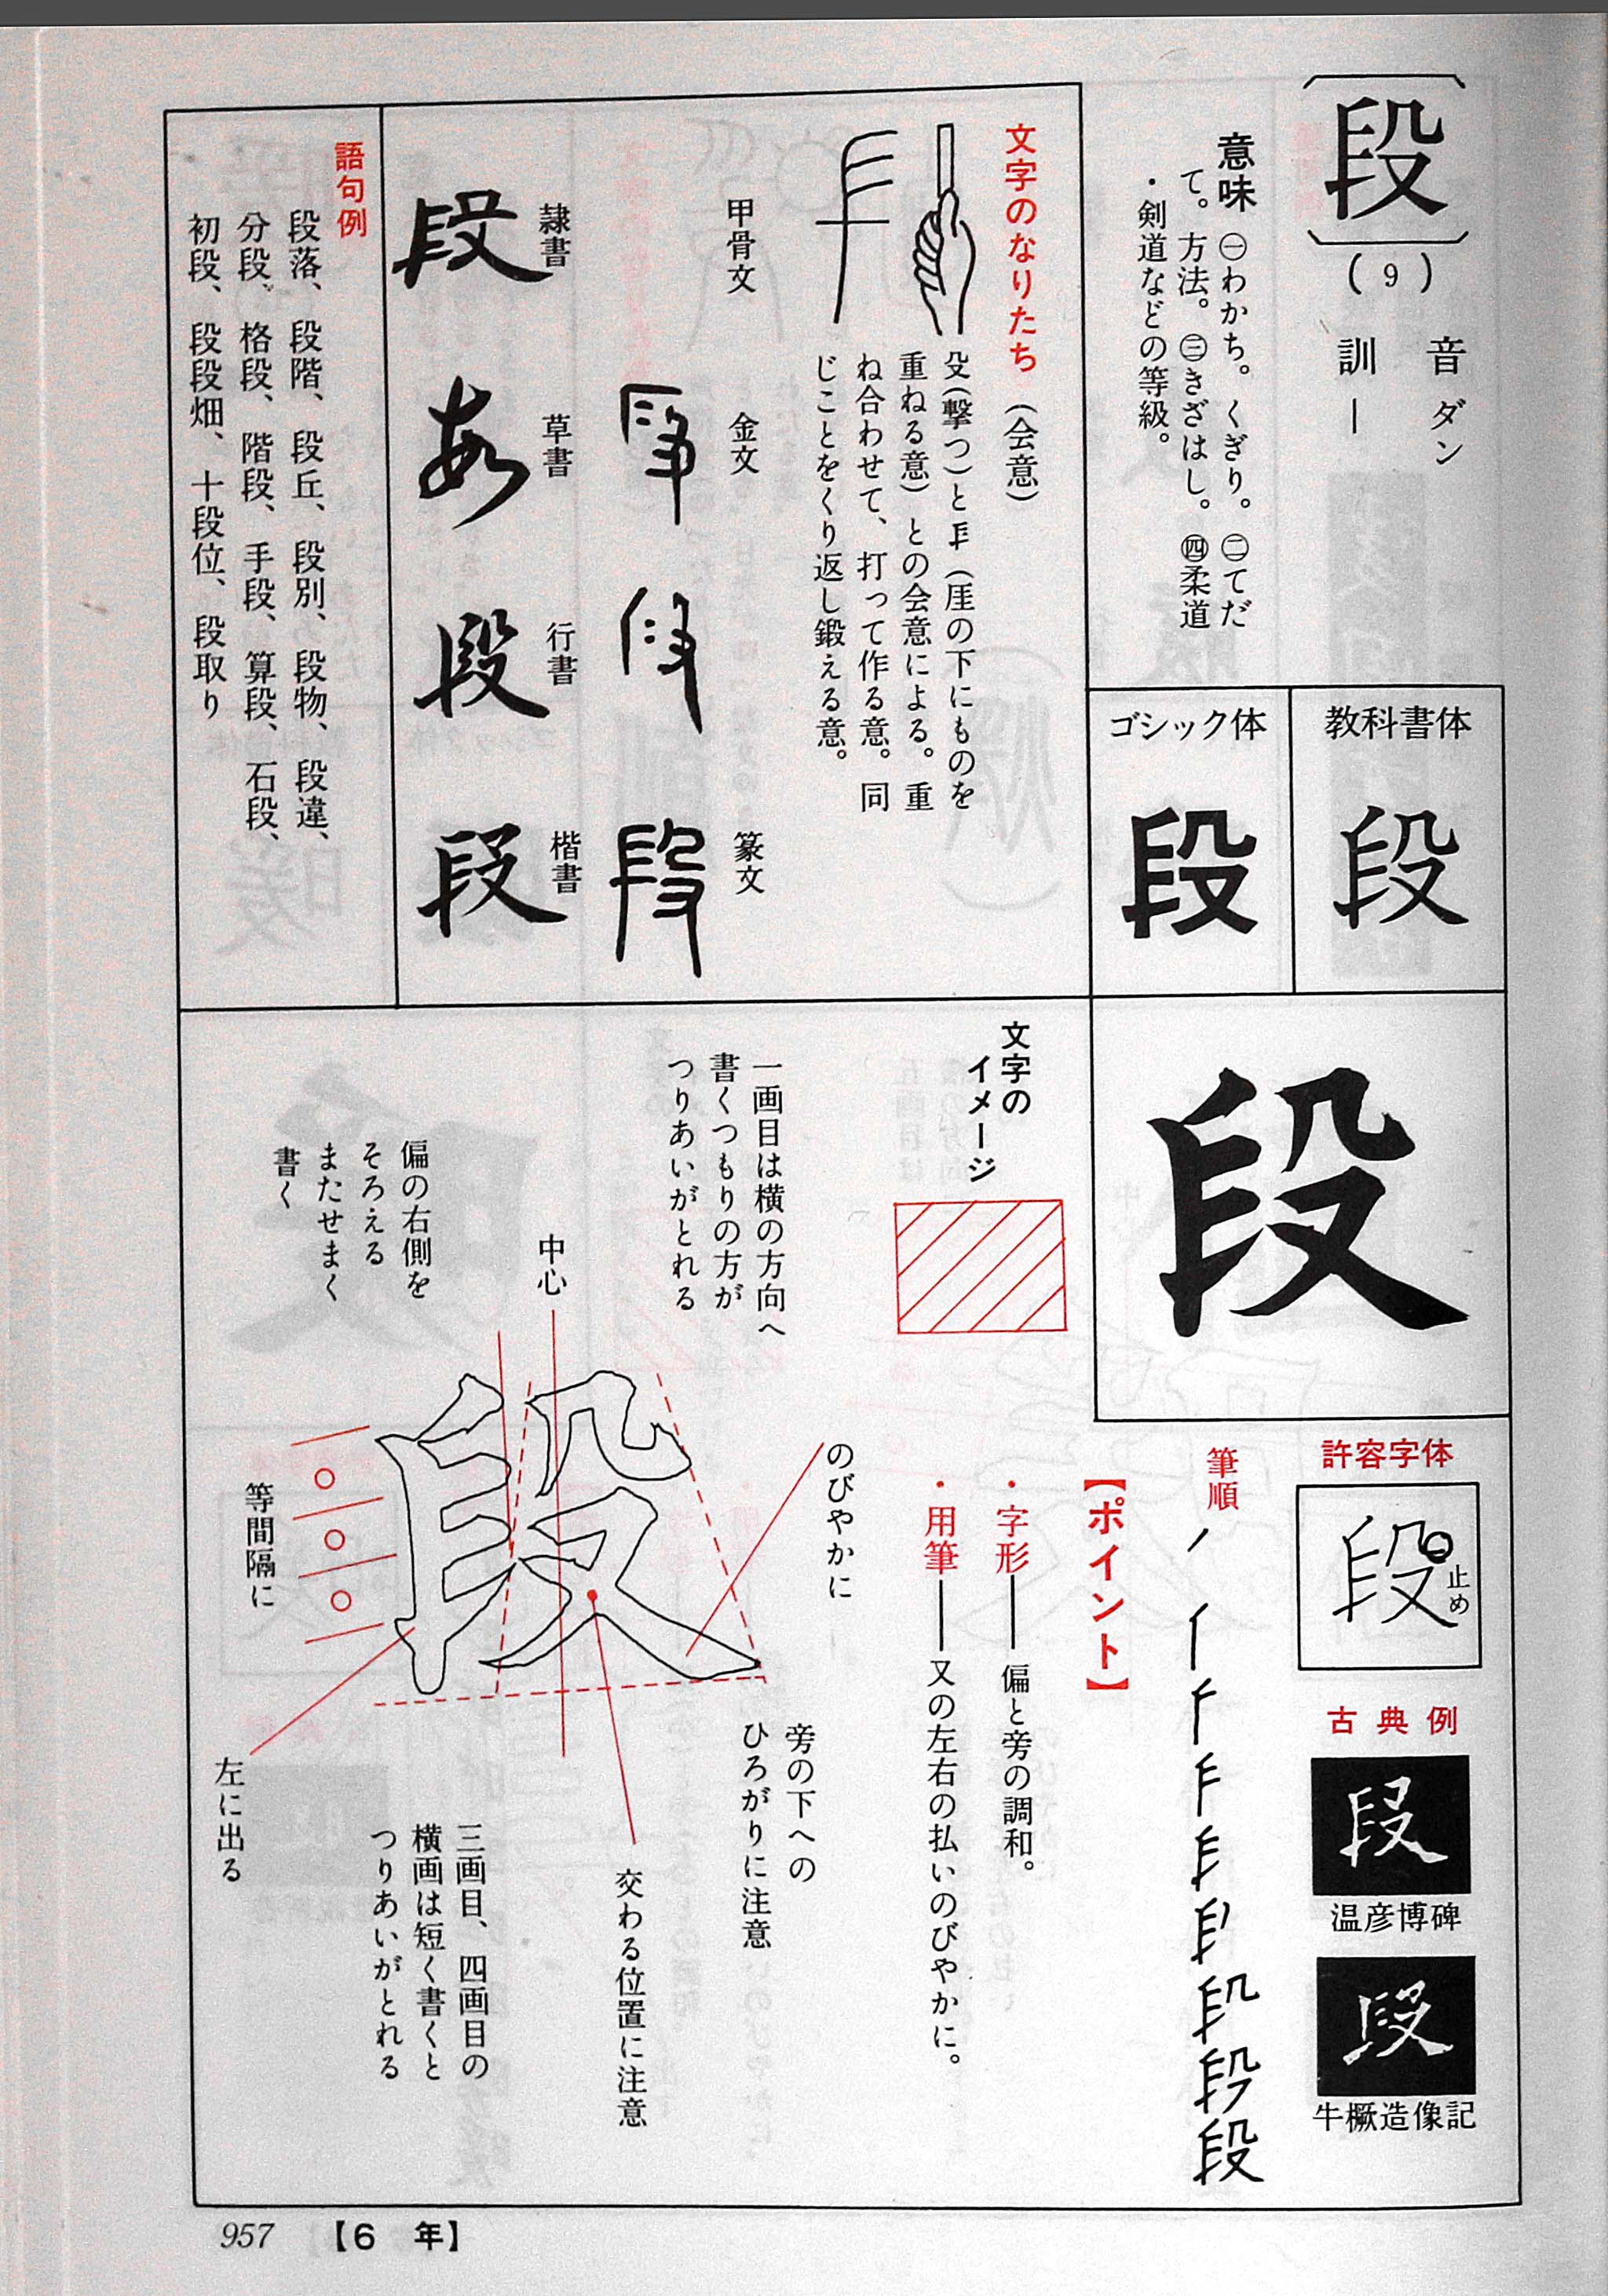 〔段〕(9)
音 ダン
訓 ―
意味 ㊀わかち。くぎり。㊁てだ
て。方法。㊂きざはし。㊃柔道
・剣道などの等級。
教科書体
段
ゴシック体
段
文字のなりたち(会意)
殳(撃つ)と(厓の下にものを
重ねる意)との会意による。重
ね合わせて、打って作る意。同
じことをくり返し鍛える意。
甲骨文
金文
篆文
隷書
段
草書
段
行書
段
楷書
段
語句例
段落、段階、段丘、段別、段物、段違、
分段、格段、階段、手段、算段、石段、
初段、段段畑、十段位、段取り
段
許容字体
段
止め
古典例
段
温彦博碑
段
牛橛造像記
筆順
段
【ポイント】
・字形―偏と旁の調和。
・用筆―又の左右の払いのびやかに。
文字の
イメージ
一画目は横の方向へ
書くつもりの方が
つりあいがとれる
中心
偏の右側を
そろえる
またせまく
書く
のびやかに
等間隔に
旁の下への
ひろがりに注意
交わる位置に注意
三画目、四画目の
横画は短く書くと
つりあいがとれる
左に出る
957 【6 年】